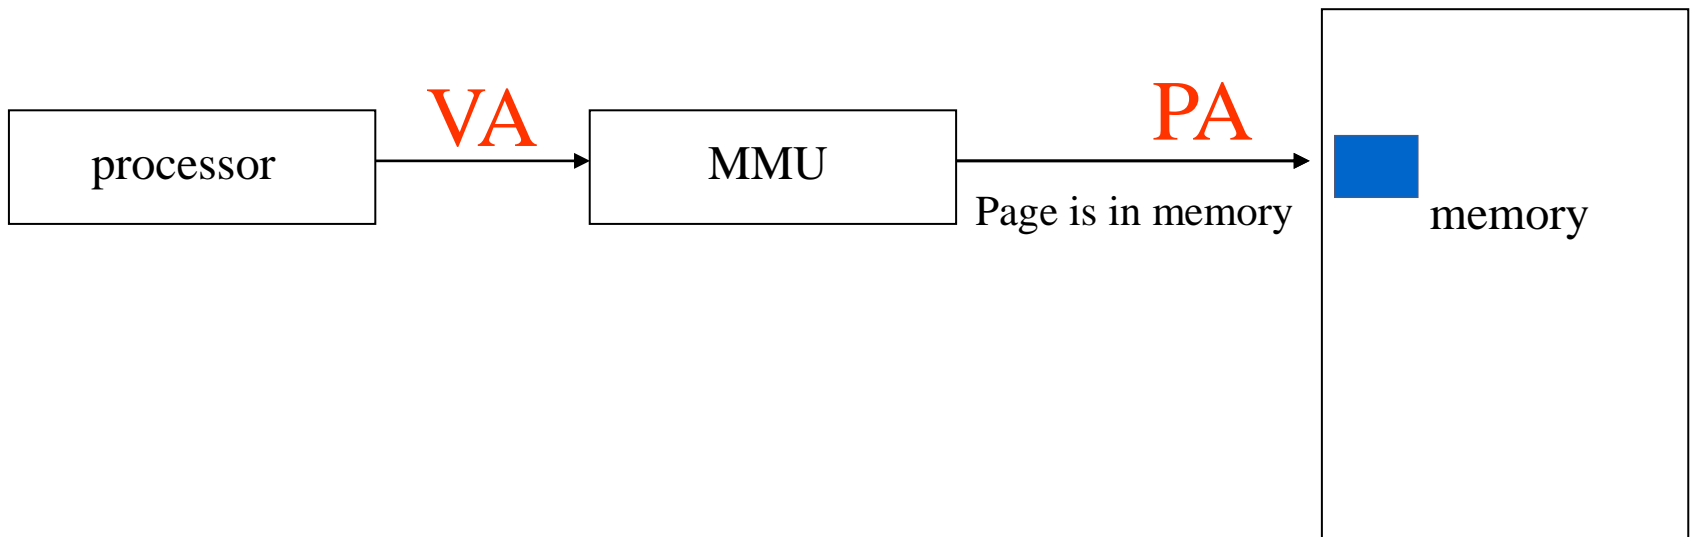 processor
VA
MMU
PA
Page is in memory
memory